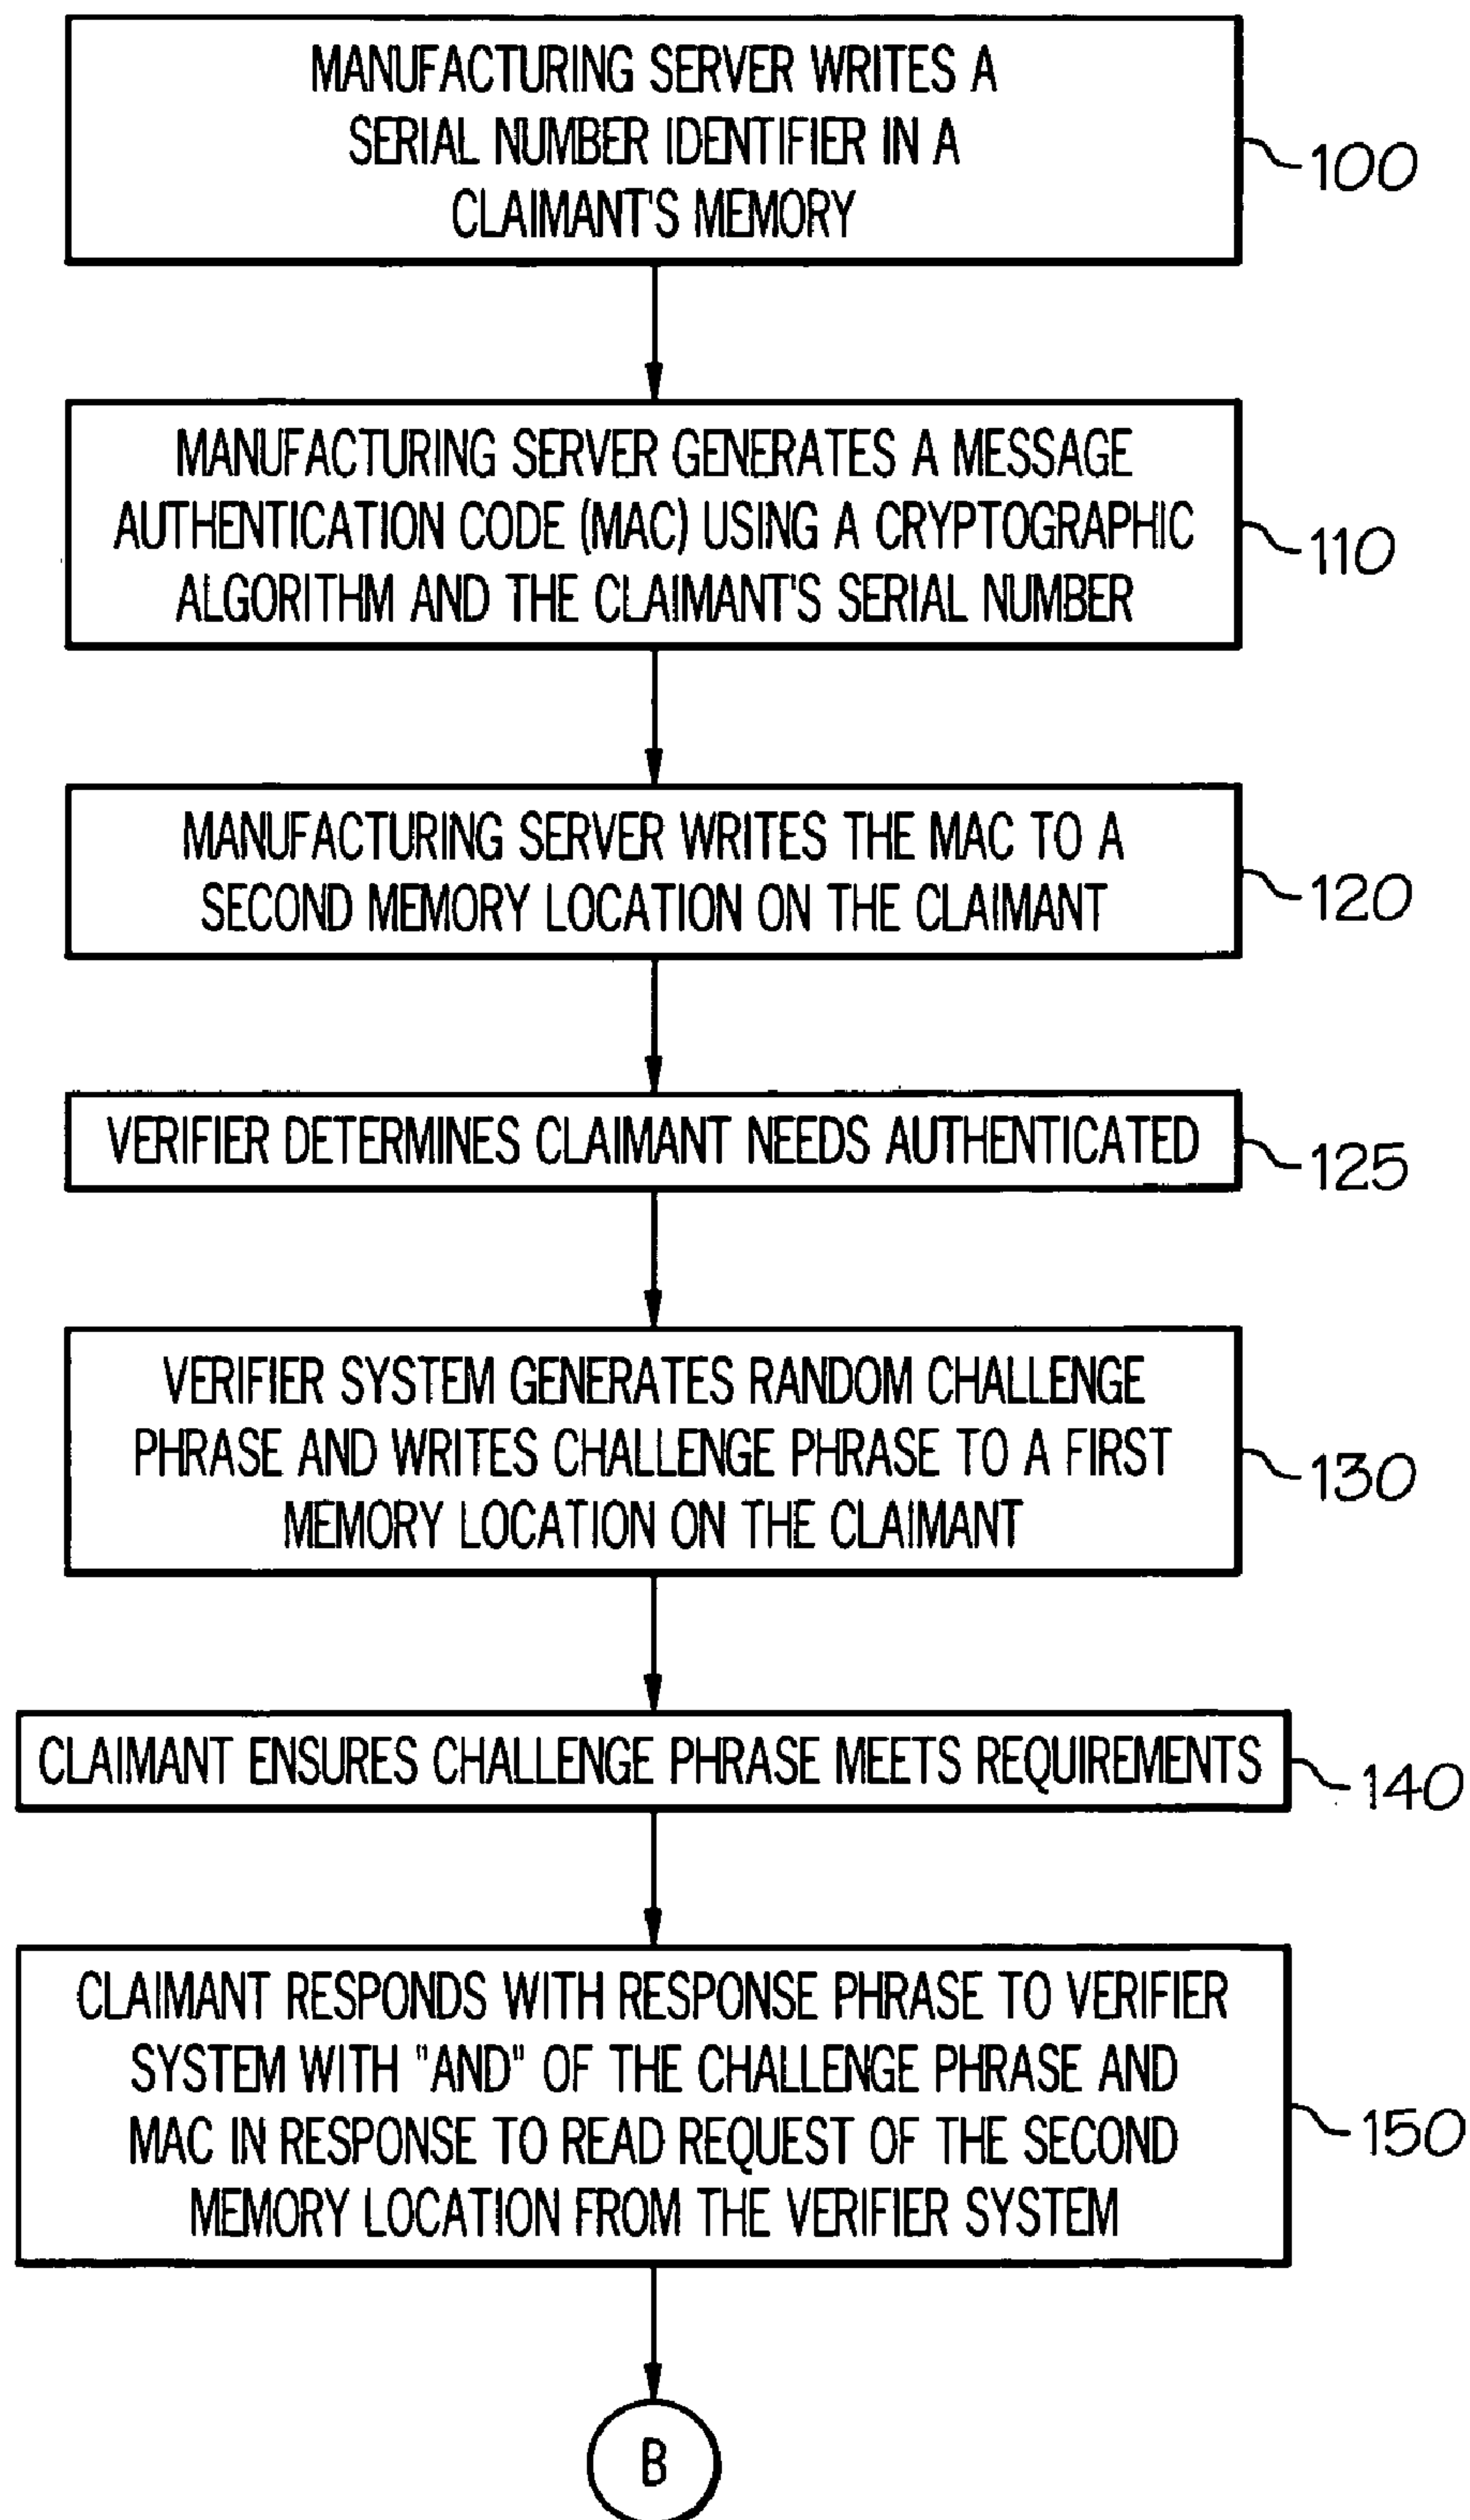 MANUFACTURING SERVER WRITES A
SERIAL NUMBER IDENTIFIER IN A
CLAIMANT'S MEMORY
100
MANUFACTURING SERVER GENERATES A MESSAGE
AUTHENTICATION CODE (MAC) USING A CRYPTOGRAPHIC
ALGORITHM AND THE CLAIMANT'S SERIAL NUMBER
110
MANUFACTURING SERVER WRITES THE MAC TO A
SECOND MEMORY LOCATION ON THE CLAIMANT
120
VERIFIER DETERMINES CLAIMANT NEEDS AUTHENTICATED
125
VERIFIER SYSTEM GENERATES RANDOM CHALLENGE
PHRASE AND WRITES CHALLENGE PHRASE TO A FIRST
MEMORY LOCATION ON THE CLAIMANT
130
CLAIMANT ENSURES CHALLENGE PHRASE MEETS REQUIREMENTS
140
CLAIMANT RESPONDS WITH RESPONSE PHRASE TO VERIFIER
SYSTEM WITH "AND" OF THE CHALLENGE PHRASE AND
MAC IN RESPONSE TO READ REQUEST OF THE SECOND
MEMORY LOCATION FROM THE VERIFIER SYSTEM
150
B